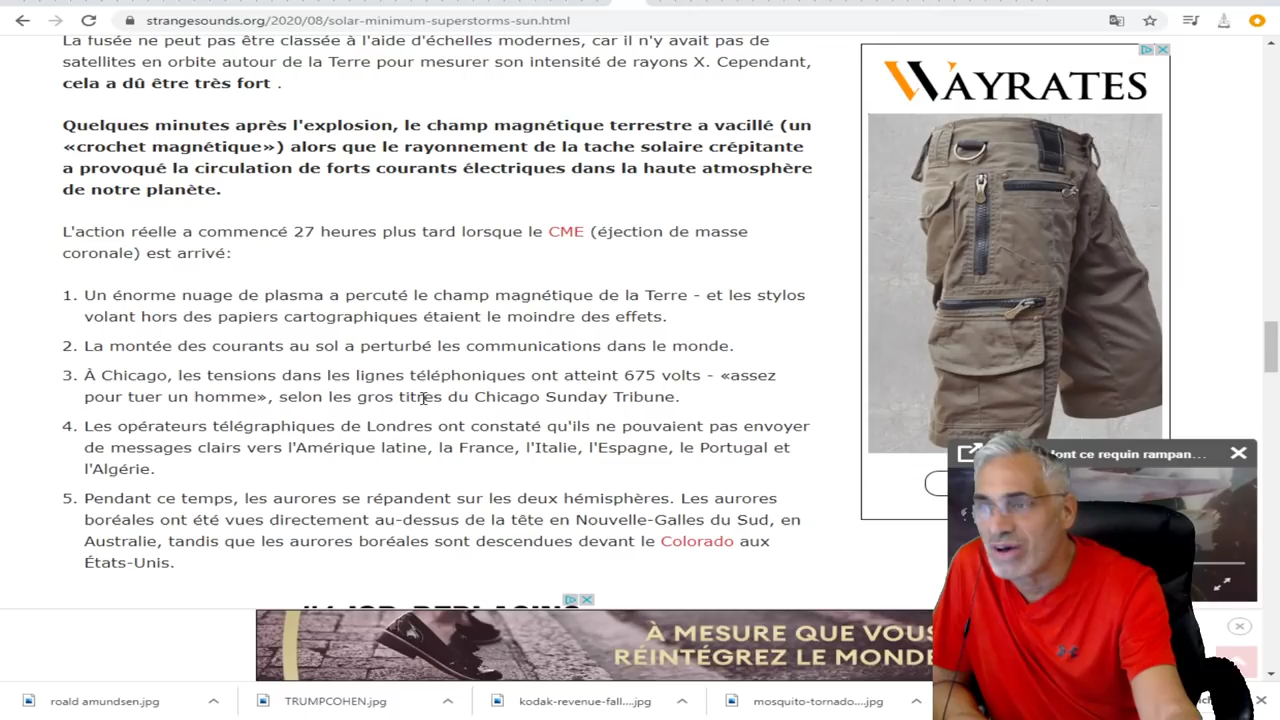 strangesounds.org/2020/08/solar-minimum-superstorms-sun.html
La fusée ne peut pas être classée à l'aide d'échelles modernes, car il n'y avait pas de
satellites en orbite autour de la Terre pour mesurer son intensité de rayons X. Cependant,
cela a dû être très fort .
Quelques minutes après l'explosion, le champ magnétique terrestre a vacillé (un
«crochet magnétique») alors que le rayonnement de la tache solaire crépitante
a provoqué la circulation de forts courants électriques dans la haute atmosphère
de notre planète.
L'action réelle a commencé 27 heures plus tard lorsque le CME (éjection de masse
coronale) est arrivé:
1. Un énorme nuage de plasma a percuté le champ magnétique de la Terre - et les stylos
volant hors des papiers cartographiques étaient le moindre des effets.
2. La montée des courants au sol a perturbé les communications dans le monde.
3. À Chicago, les tensions dans les lignes téléphoniques ont atteint 675 volts - «assez
pour tuer un homme», selon les gros titres du Chicago Sunday Tribune.
4. Les opérateurs télégraphiques de Londres ont constaté qu'ils ne pouvaient pas envoyer
de messages clairs vers l'Amérique latine, la France, l'Italie, l'Espagne, le Portugal et
l'Algérie.
5. Pendant ce temps, les aurores se répandent sur les deux hémisphères. Les aurores
boréales ont été vues directement au-dessus de la tête en Nouvelle-Galles du Sud, en
Australie, tandis que les aurores boréales sont descendues devant le Colorado aux
États-Unis.
WAYRATES
dont ce requin rampan...
À MESURE QUE VOUS
RÉINTÉGREZ LE MONDE
roald amundsen.jpg
TRUMPCOHEN.jpg
kodak-revenue-fall....jpg
mosquito-tornado....jpg